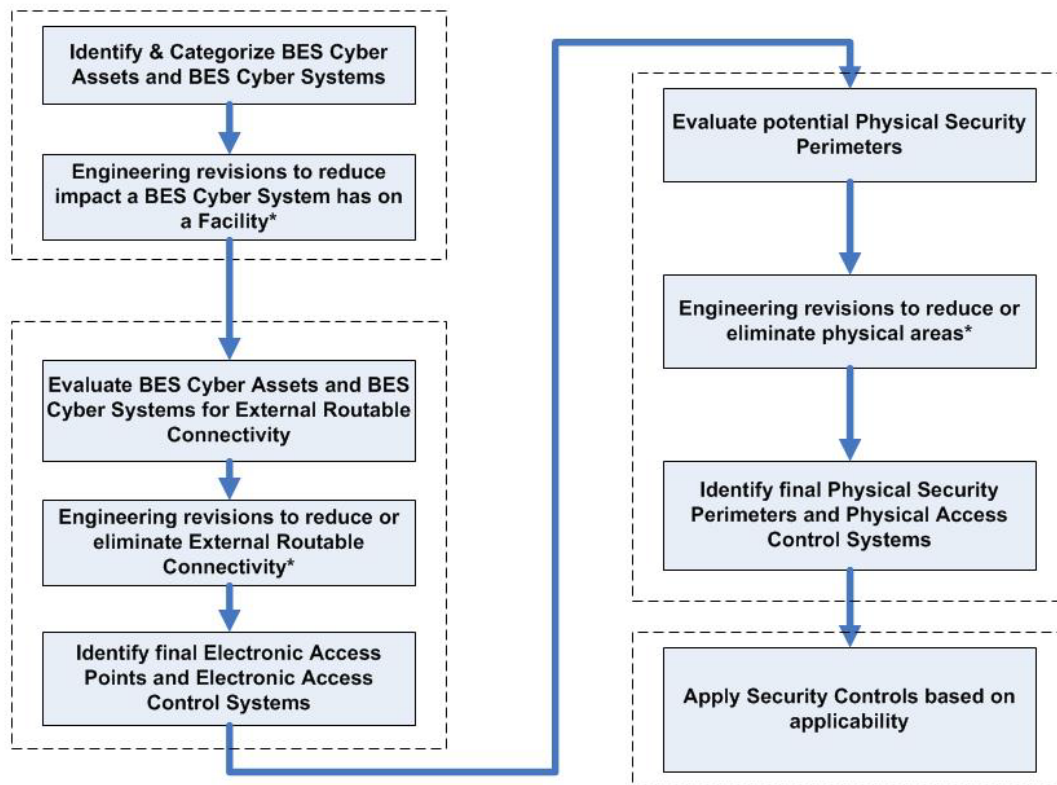 Identify & Categorize BES Cyber
Assets and BES Cyber Systems
Engineering revisions to reduce
impact a BES Cyber System has on
a Facility*
Evaluate BES Cyber Assets and BES
Cyber Systems for External Routable
Connectivity
Engineering revisions to reduce or
eliminate External Routable
Connectivity*
Identify final Electronic Access
Points and Electronic Access
Control Systems
Evaluate potential Physical Security
Perimeters
Engineering revisions to reduce or
eliminate physical areas*
Identify final Physical Security
Perimeters and Physical Access
Control Systems
Apply Security Controls based on
applicability